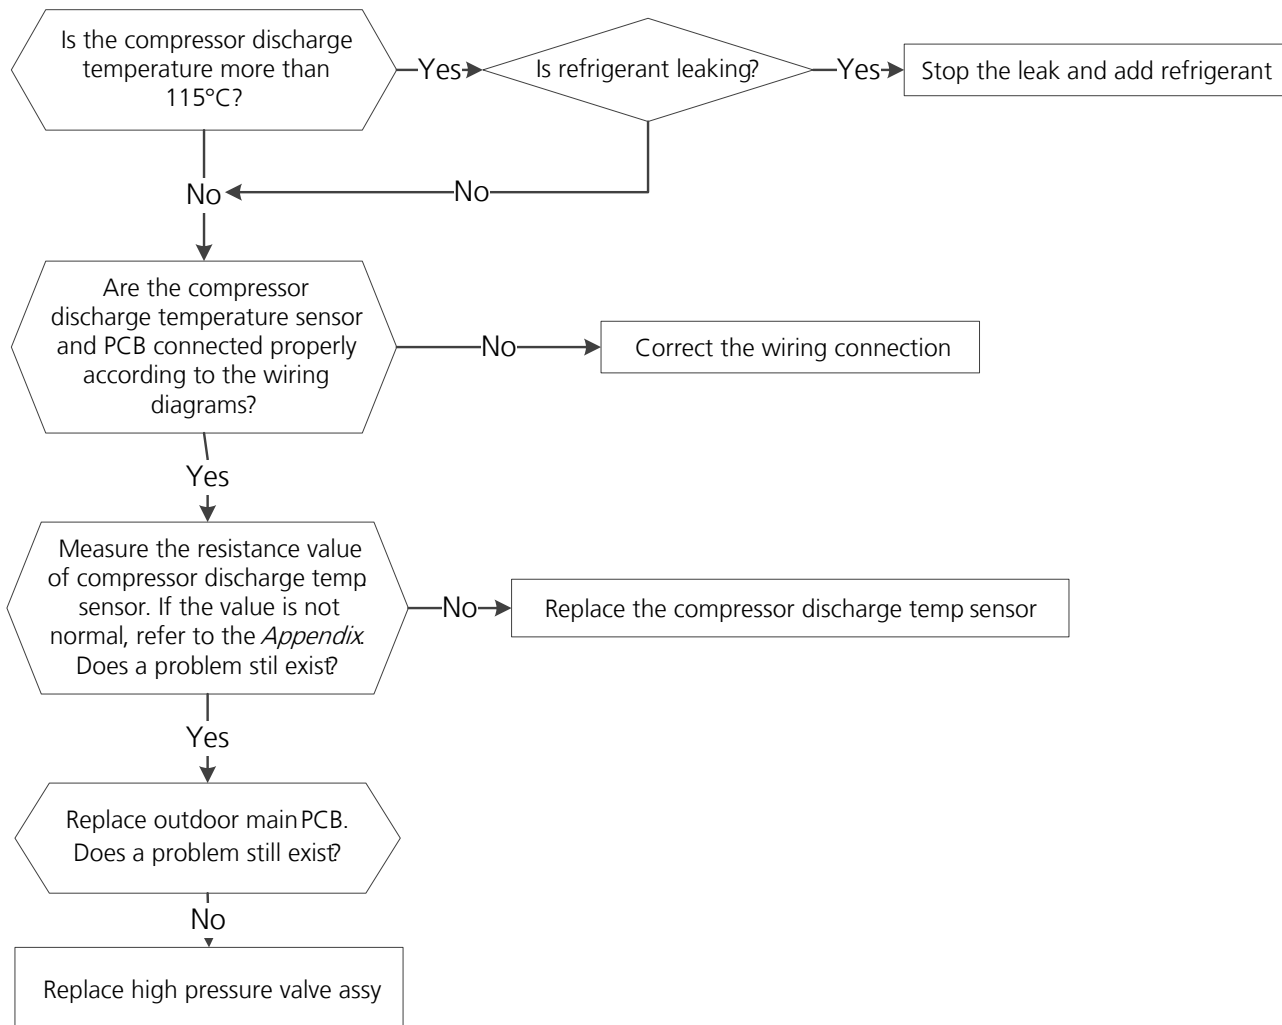 Is the compressor discharge
temperature more than
115°C?
Yes
Is refrigerant leaking?
Yes
Stop the leak and add refrigerant
No
No
Are the compressor
discharge temperature sensor
and PCB connected properly
according to the wiring
diagrams?
No
Correct the wiring connection
Yes
Measure the resistance value
of compressor discharge temp.
sensor. If the value is not
normal, refer to the Appendix.
Does a problem stil exist?
No
Replace the compressor discharge temp sensor
Yes
Replace outdoor main PCB.
Does a problem still exist?
No
Replace high pressure valve assy